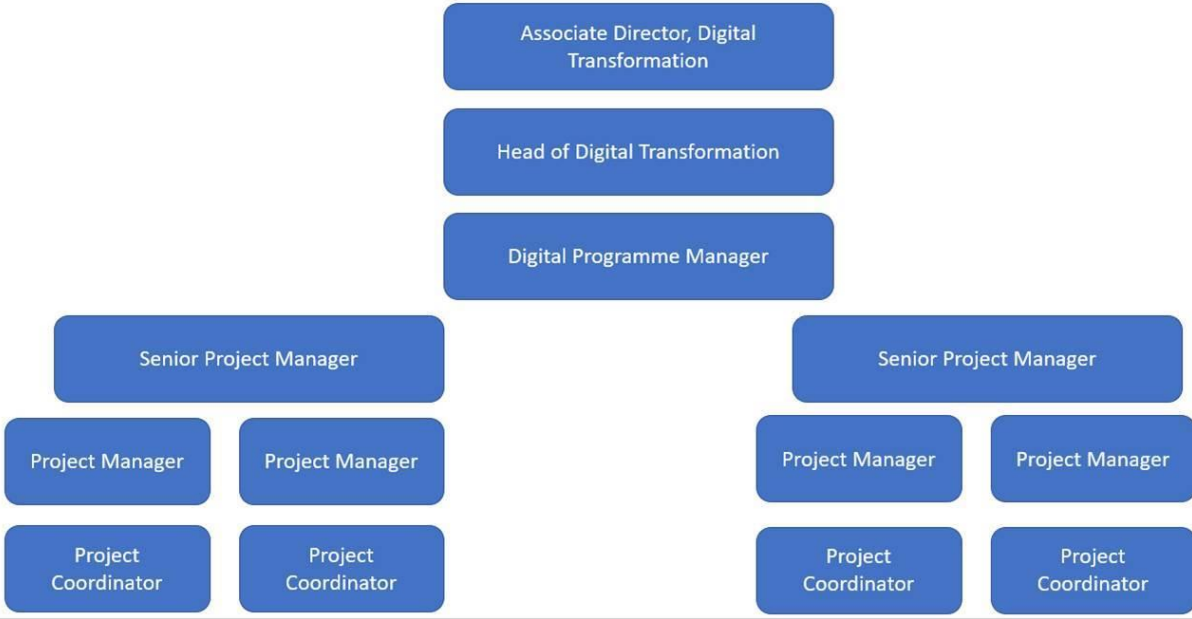 Associate Director, Digital
Transformation
Head of Digital Transformation
Digital Programme Manager
Senior Project Manager
Senior Project Manager
Project Manager
Project Manager
Project Manager
Project Manager
Project
Coordinator
Project
Coordinator
Project
Coordinator
Project
Coordinator